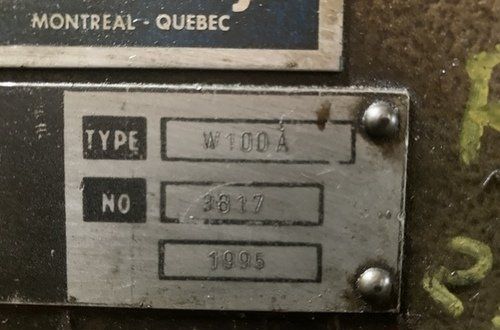 MONTREAL - QUEBEC
TYPE W100A
NO 3817
1995